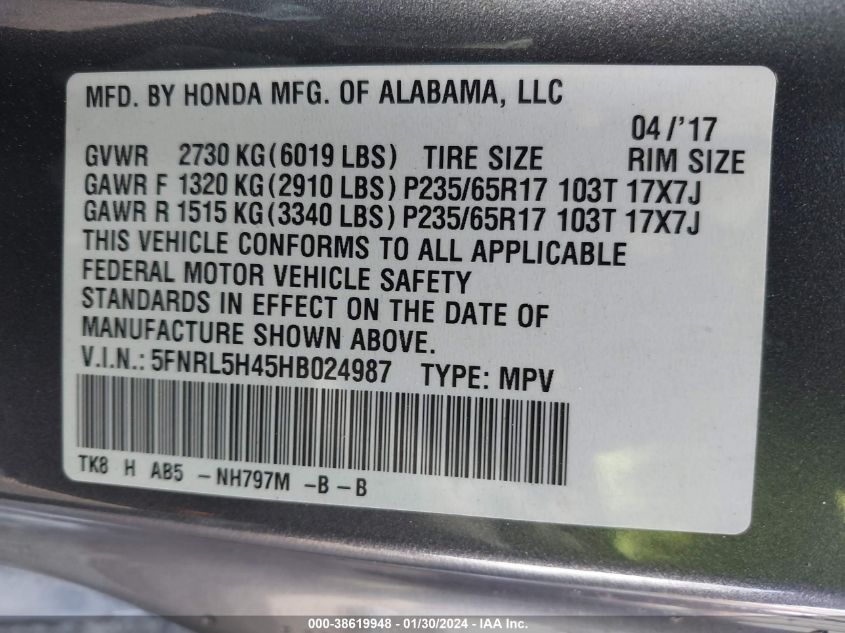 MFD. BY HONDA MFG. OF ALABAMA, LLC
04/'17
GVWR 2730 KG(6019 LBS) TIRE SIZE RIM SIZE
GAWR F 1320 KG(2910 LBS) P235/65R17 103T 17X7J
GAWR R 1515 KG(3340 LBS) P235/65R17 103T 17X7J
THIS VEHICLE CONFORMS TO ALL APPLICABLE
FEDERAL MOTOR VEHICLE SAFETY
STANDARDS IN EFFECT ON THE DATE OF
MANUFACTURE SHOWN ABOVE.
V.I.N.: 5FNRL5H45HB024987 TYPE: MPV
TK8 H AB5 -NH797M -B-B
000-38619948 - 01/30/2024 - IAA Inc.